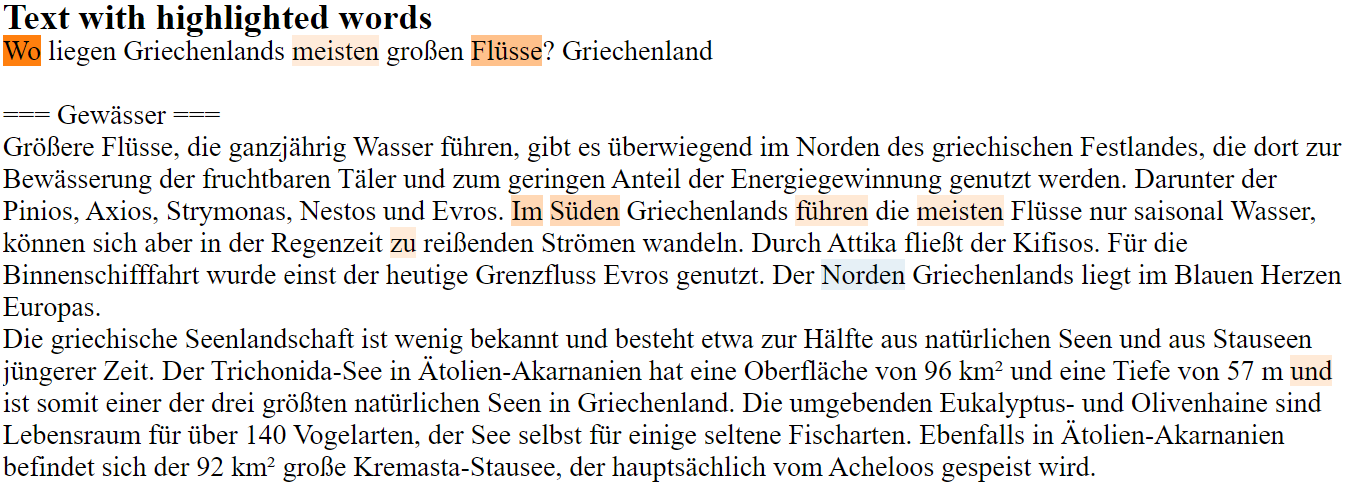 Text with highlighted words
Wo liegen Griechenlands meisten großen Flüsse? Griechenland
=== Gewässer ===
Größere Flüsse, die ganzjährig Wasser führen, gibt es überwiegend im Norden des griechischen Festlandes, die dort zur
Bewässerung der fruchtbaren Täler und zum geringen Anteil der Energiegewinnung genutzt werden. Darunter der
Pinios, Axios, Strymonas, Nestos und Evros. Im Süden Griechenlands führen die meisten Flüsse nur saisonal Wasser,
können sich aber in der Regenzeit zu reißenden Strömen wandeln. Durch Attika fließt der Kifisos. Für die
Binnenschifffahrt wurde einst der heutige Grenzfluss Evros genutzt. Der Norden Griechenlands liegt im Blauen Herzen
Europas.
Die griechische Seenlandschaft ist wenig bekannt und besteht etwa zur Hälfte aus natürlichen Seen und aus Stauseen
jüngerer Zeit. Der Trichonida-See in Ätolien-Akarnanien hat eine Oberfläche von 96 km² und eine Tiefe von 57 m und
ist somit einer der drei größten natürlichen Seen in Griechenland. Die umgebenden Eukalyptus- und Olivenhaine sind
Lebensraum für über 140 Vogelarten, der See selbst für einige seltene Fischarten. Ebenfalls in Ätolien-Akarnanien
befindet sich der 92 km² große Kremasta-Stausee, der hauptsächlich vom Acheloos gespeist wird.